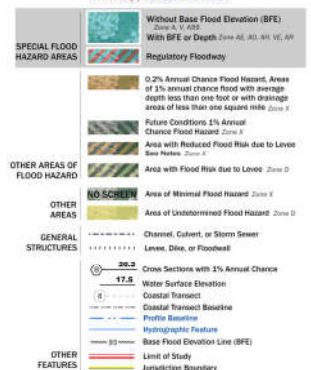 SPECIAL FLOOD
HAZARD AREAS
Without Base Flood Elevation (BFE)
Zone A, V, A99
With BFE or Depth Zone AE, AO, AH, VE, AR
Regulatory Floodway
OTHER AREAS OF
FLOOD HAZARD
0.2% Annual Chance Flood Hazard, Areas
of 1% annual chance flood with average
depth less than one foot or with drainage
areas of less than one square mile Zone X
Future Conditions 1% Annual
Chance Flood Hazard Zone X
Area with Reduced Flood Risk due to Levee
See Notes Zone X
Area with Flood Risk due to Levee Zone D
OTHER
AREAS
NO SCREEN Area of Minimal Flood Hazard Zone X
Area of Undetermined Flood Hazard Zone D
GENERAL
STRUCTURES
Channel, Culvert, or Storm Sewer
Levee, Dike, or Floodwall
B 20.2 Cross Sections with 1% Annual Chance
17.5 Water Surface Elevation
8 Coastal Transect
Coastal Transect Baseline
Profile Baseline
Hydrographic Feature
Base Flood Elevation Line (BFE)
OTHER
FEATURES
Limit of Study
Jurisdiction Boundary